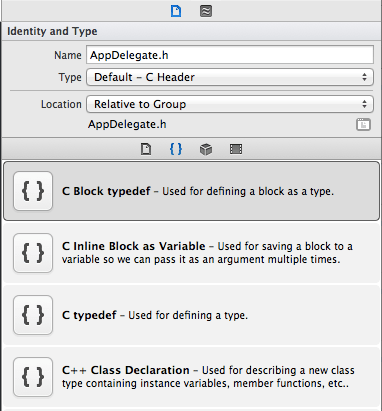 Identity and Type
Name AppDelegate.h
Type Default - C Header
Location Relative to Group
AppDelegate.h
{ }
{ } C Block typedef – Used for defining a block as a type.
C Inline Block as Variable – Used for saving a block to a
{ } variable so we can pass it as an argument multiple times.
{ } C typedef – Used for defining a type.
C++ Class Declaration – Used for describing a new class
{ } type containing instance variables, member functions, etc..